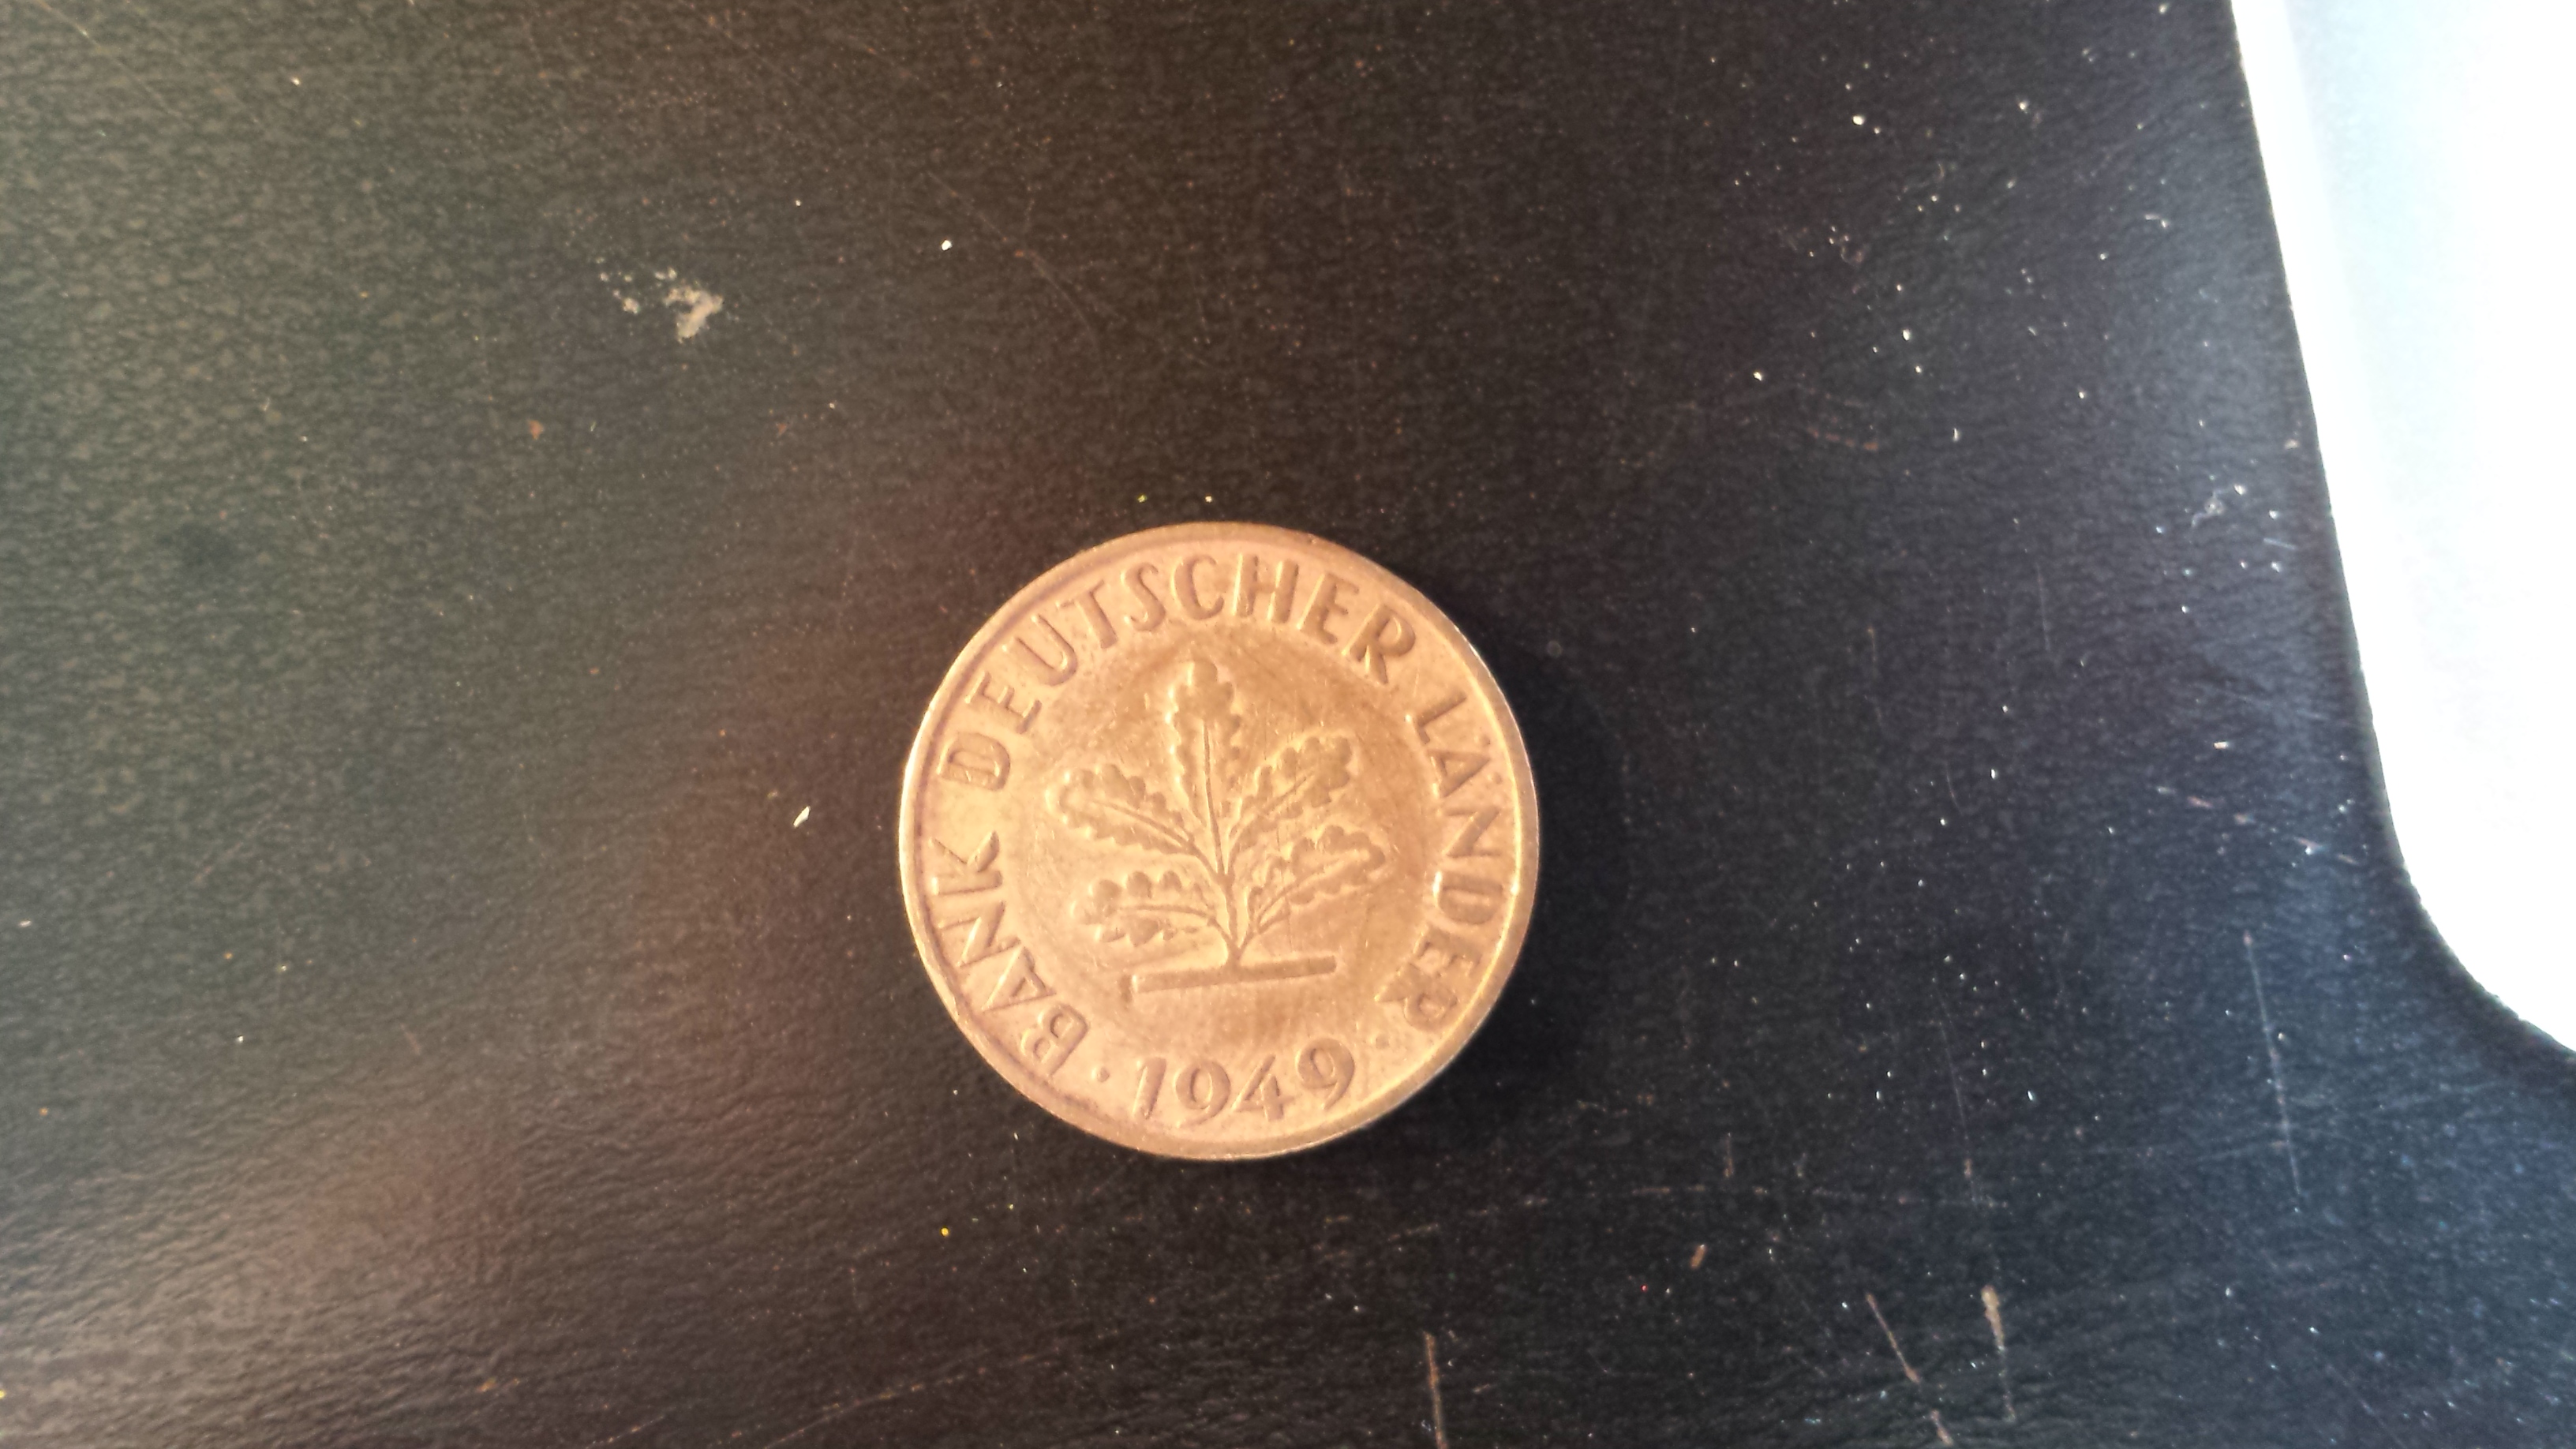 BANK DEUTSCHER LÄNDER
· 1949 ·